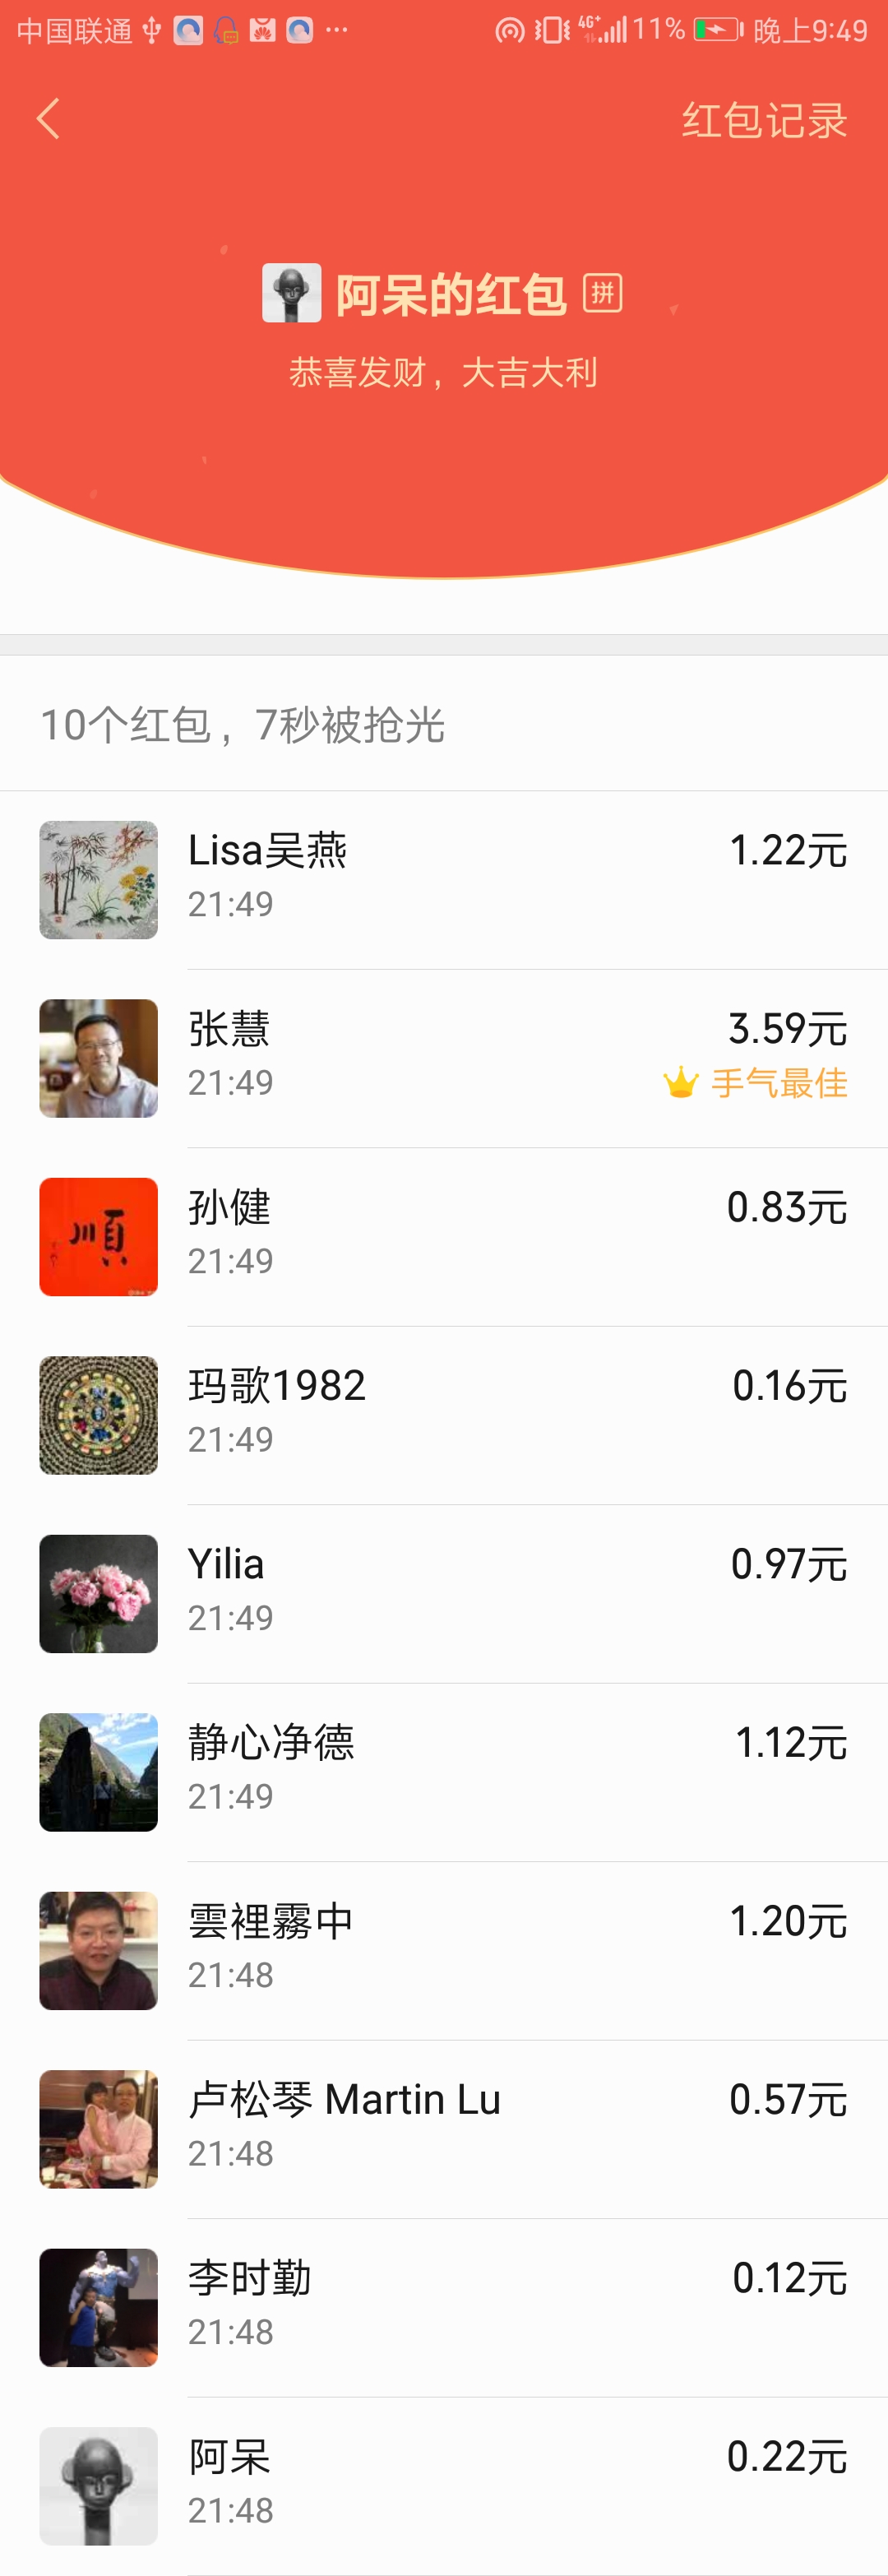 中国联通 4G+ 11% 晚上9:49
红包记录
阿呆的红包 拼
恭喜发财，大吉大利
10个红包，7秒被抢光
Lisa吴燕 1.22元
21:49
张慧 3.59元
21:49 手气最佳
孙健 0.83元
順
21:49
玛歌1982 0.16元
21:49
Yilia 0.97元
21:49
静心净德 1.12元
21:49
雲裡霧中 1.20元
21:48
卢松琴 Martin Lu 0.57元
21:48
李时勤 0.12元
21:48
阿呆 0.22元
21:48